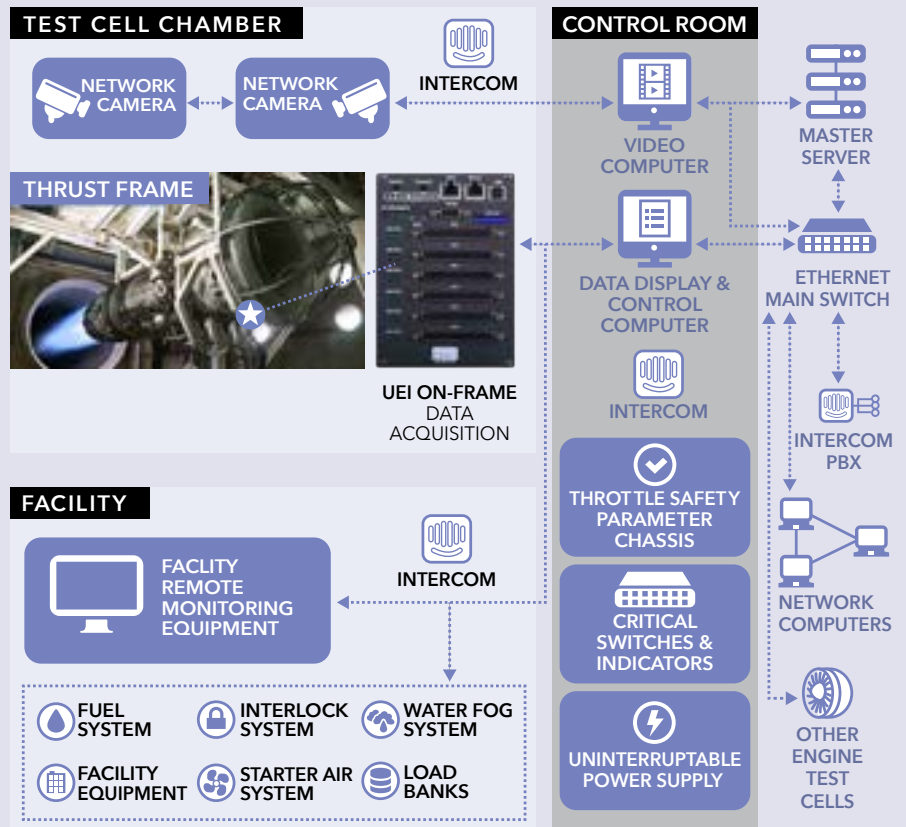 TEST CELL CHAMBER
NETWORK
CAMERA
NETWORK
CAMERA
INTERCOM
THRUST FRAME
UEI ON-FRAME
DATA
ACQUISITION
FACILITY
FACLITY
REMOTE
MONITORING
EQUIPMENT
INTERCOM
FUEL
SYSTEM
INTERLOCK
SYSTEM
WATER FOG
SYSTEM
FACILITY
EQUIPMENT
STARTER AIR
SYSTEM
LOAD
BANKS
CONTROL ROOM
VIDEO
COMPUTER
DATA DISPLAY &
CONTROL
COMPUTER
INTERCOM
THROTTLE SAFETY
PARAMETER
CHASSIS
CRITICAL
SWITCHES &
INDICATORS
UNINTERRUPTABLE
POWER SUPPLY
MASTER
SERVER
ETHERNET
MAIN SWITCH
INTERCOM
PBX
NETWORK
COMPUTERS
OTHER
ENGINE
TEST
CELLS